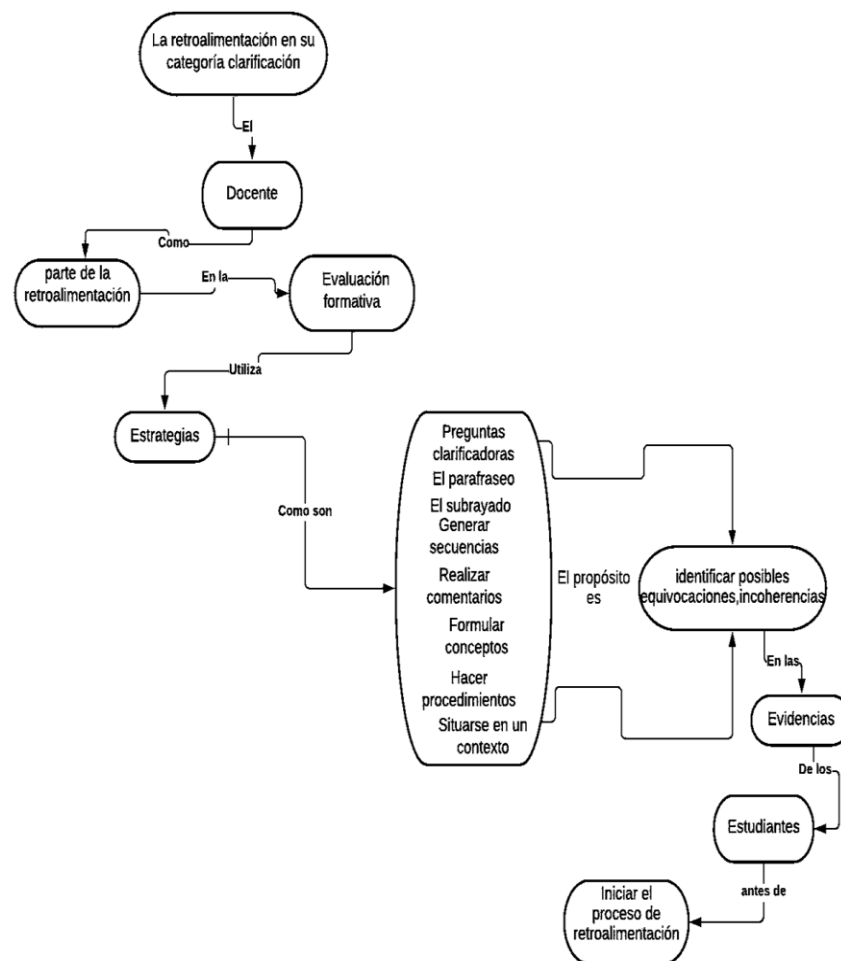 La retroalimentación en su
categoría clarificación
El
Docente
Como
parte de la
retroalimentación
En la
Evaluación
formativa
Utiliza
Estrategias
Como son
Preguntas
clarificadoras
El parafraseo
El subrayado
Generar
secuencias
Realizar
comentarios
Formular
conceptos
Hacer
procedimientos
Situarse en un
contexto
El propósito
es
identificar posibles
equivocaciones,incoherencias
En las
Evidencias
De los
Estudiantes
antes de
Iniciar el
proceso de
retroalimentación